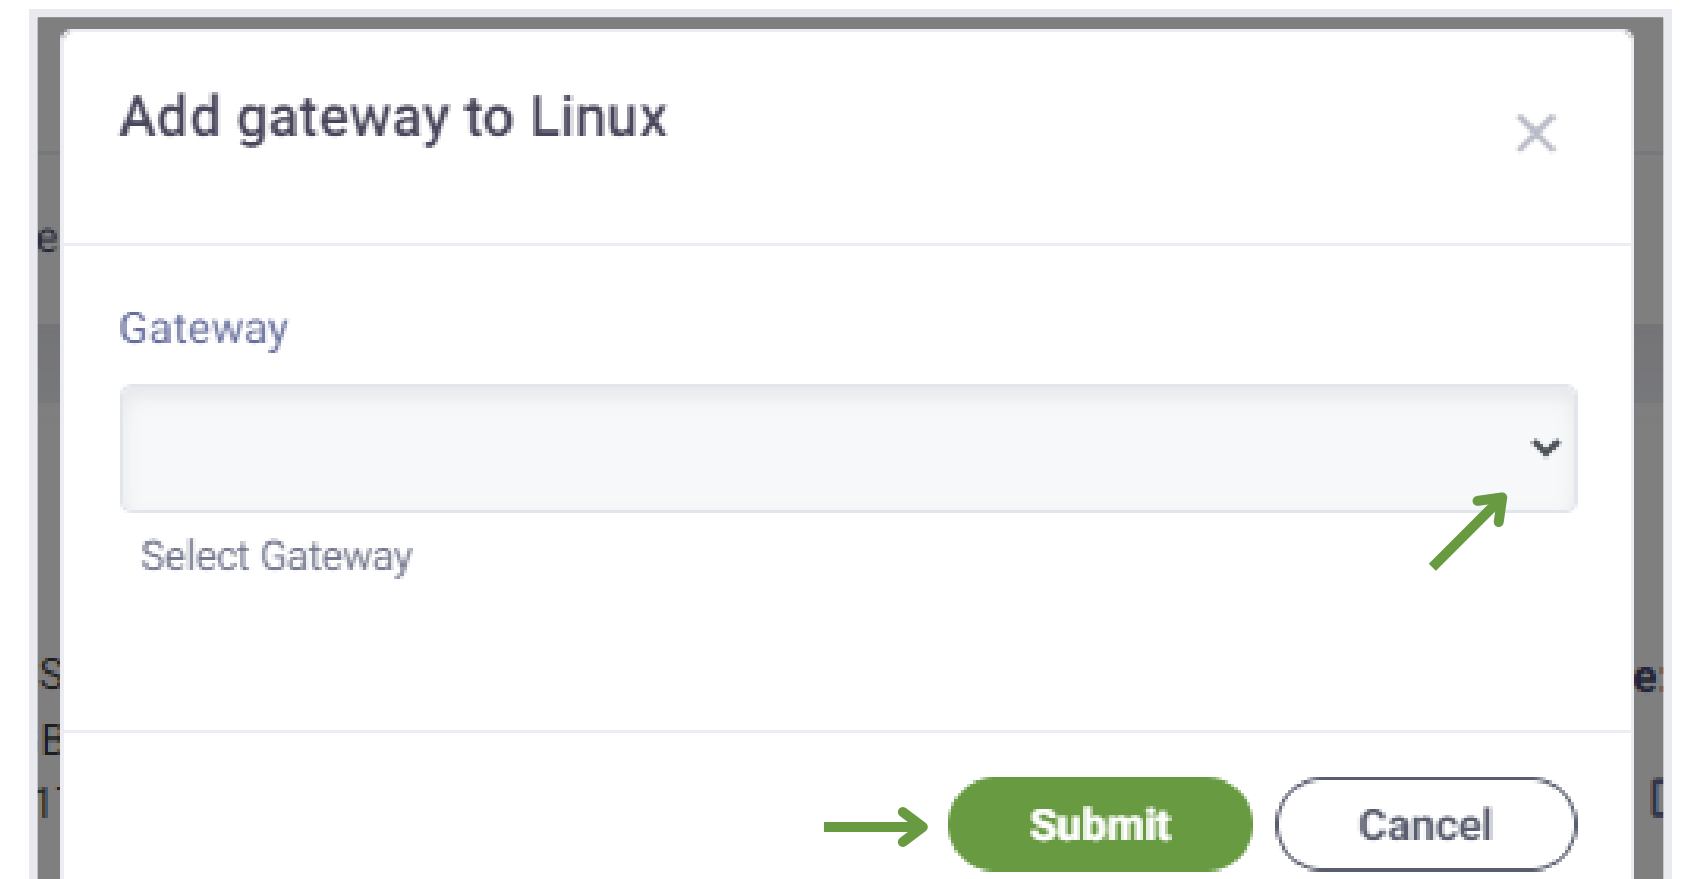 Add gateway to Linux
e
Gateway
Select Gateway
S
e:
E
Submit Cancel